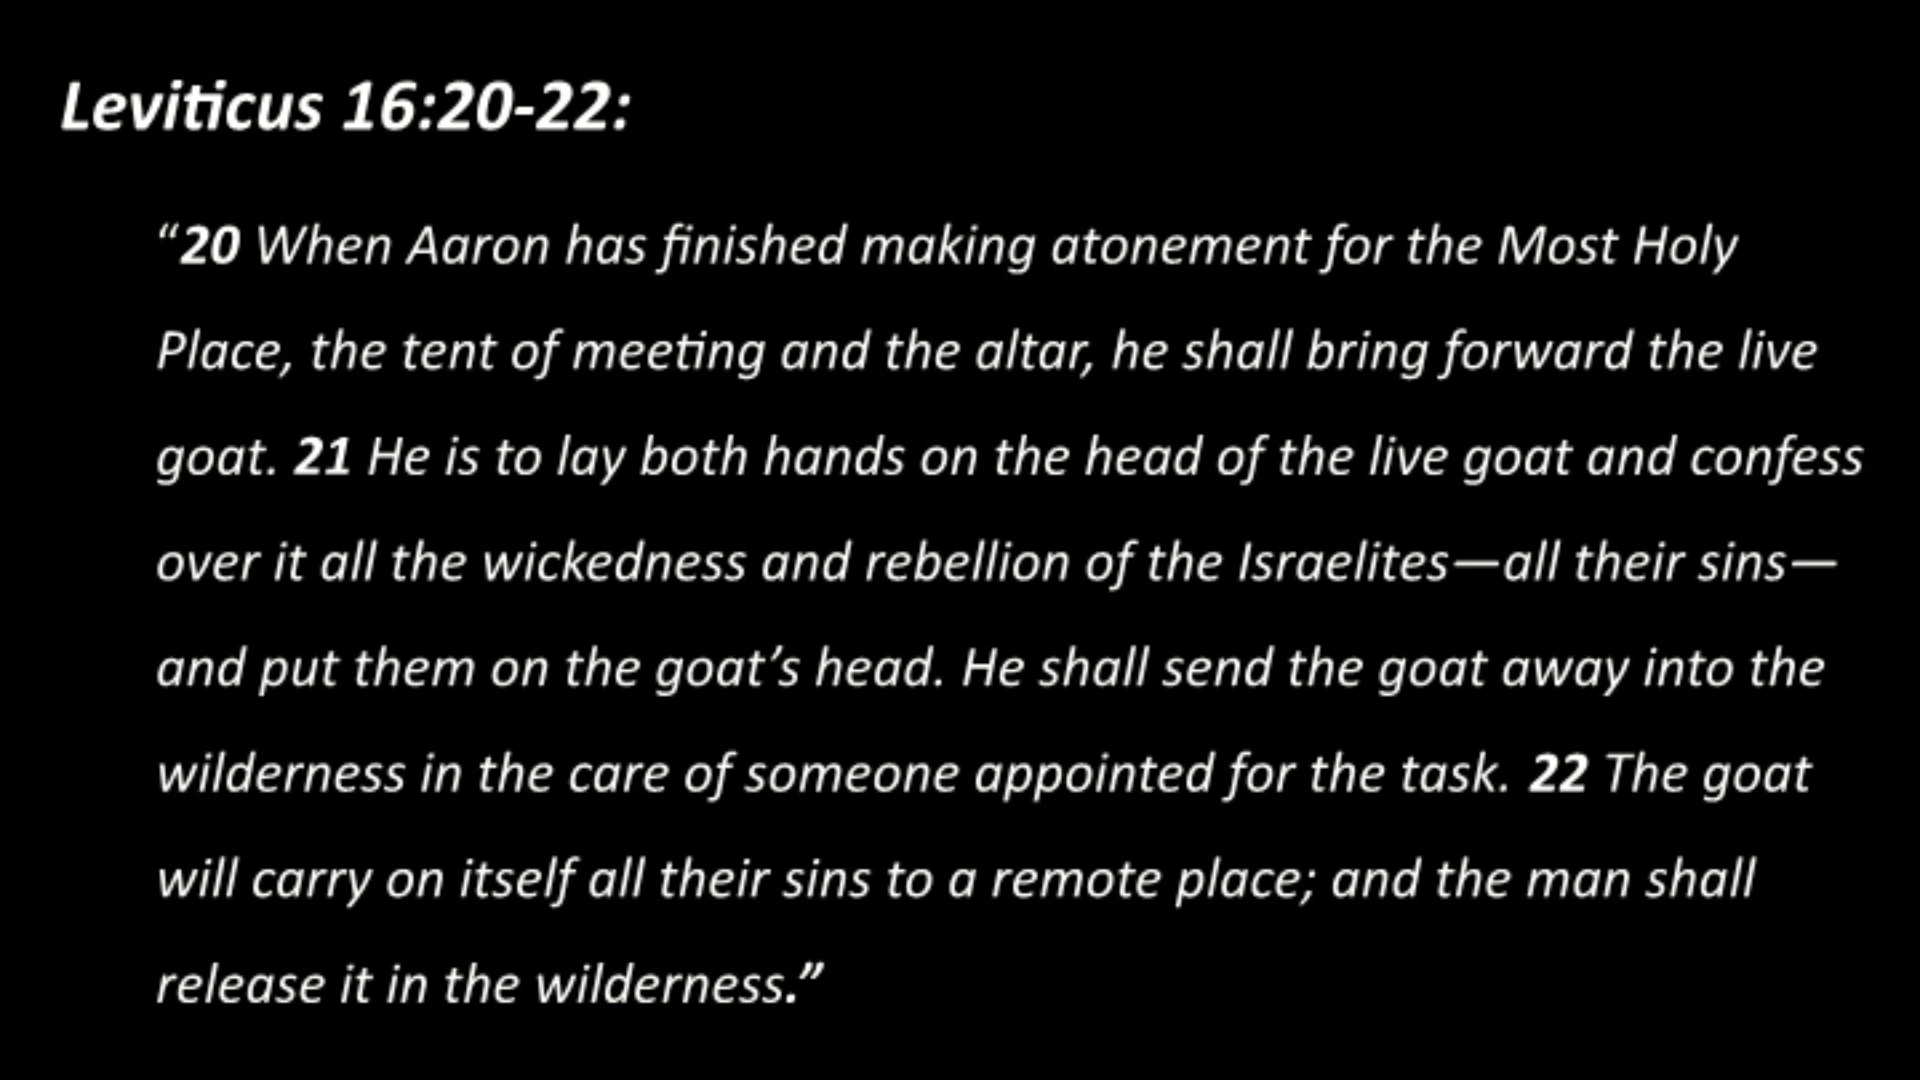 Leviticus 16:20-22:
“20 When Aaron has finished making atonement for the Most Holy
Place, the tent of meeting and the altar, he shall bring forward the live
goat. 21 He is to lay both hands on the head of the live goat and confess
over it all the wickedness and rebellion of the Israelites—all their sins—
and put them on the goat’s head. He shall send the goat away into the
wilderness in the care of someone appointed for the task. 22 The goat
will carry on itself all their sins to a remote place; and the man shall
release it in the wilderness.”